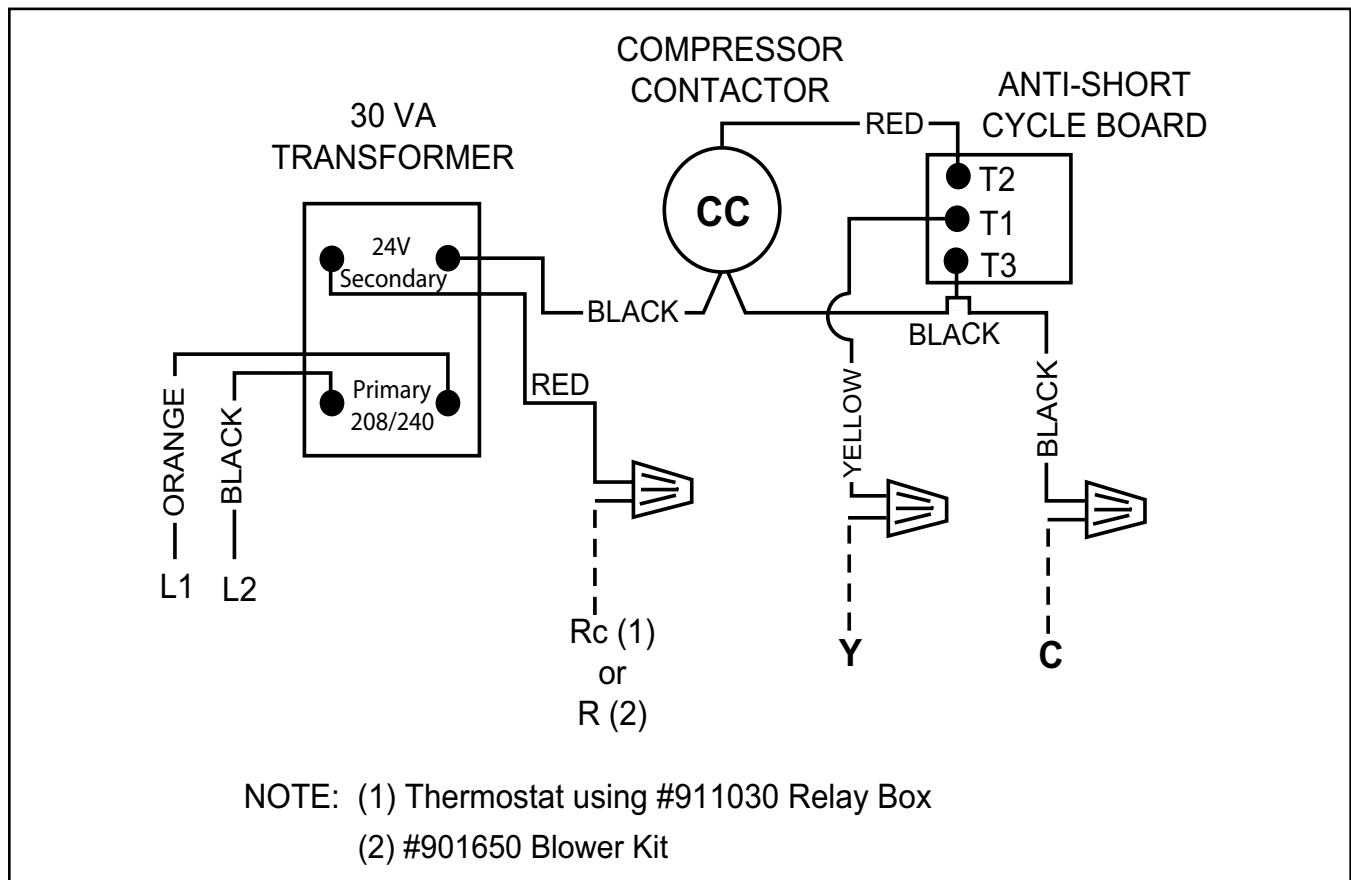 COMPRESSOR
CONTACTOR
ANTI-SHORT
CYCLE BOARD
30 VA
TRANSFORMER
RED
T2
CC
T1
T3
24V
Secondary
BLACK
BLACK
Primary
208/240
RED
ORANGE
BLACK
YELLOW
BLACK
L1
L2
Rc (1)
or
R (2)
Y
C
NOTE: (1) Thermostat using #911030 Relay Box
(2) #901650 Blower Kit